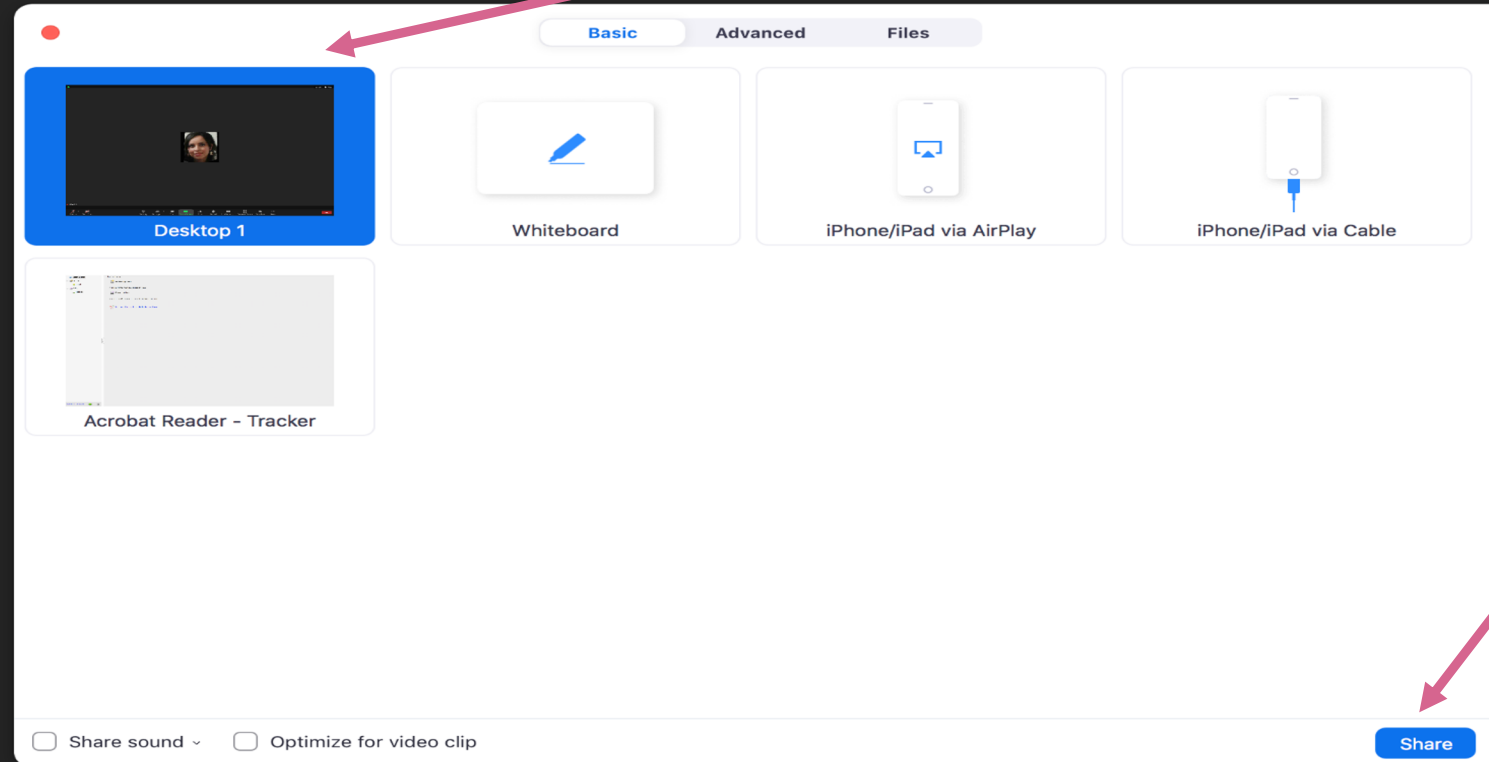 Basic Advanced Files
Desktop 1 Whiteboard iPhone/iPad via AirPlay iPhone/iPad via Cable
Acrobat Reader - Tracker
Share sound Optimize for video clip Share